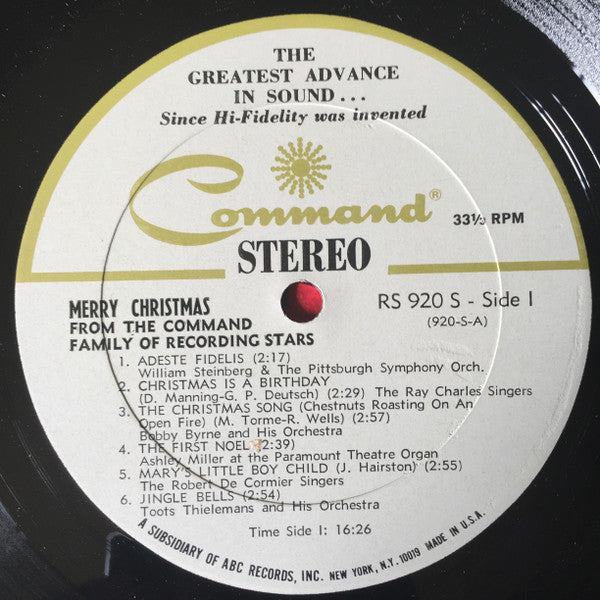 THE
GREATEST ADVANCE
IN SOUND...
Since Hi-Fidelity was invented
Command®
33⅓ RPM
STEREO
MERRY CHRISTMAS
FROM THE COMMAND
FAMILY OF RECORDING STARS
RS 920 S - Side I
(920-S-A)
1. ADESTE FIDELIS (2:17)
William Steinberg & The Pittsburgh Symphony Orch.
2. CHRISTMAS IS A BIRTHDAY
(D. Manning-G. P. Deutsch) (2:29) The Ray Charles Singers
3. THE CHRISTMAS SONG (Chestnuts Roasting On An
Open Fire) (M. Torme-R. Wells) (2:57)
Bobby Byrne and His Orchestra
4. THE FIRST NOEL (2:39)
Ashley Miller at the Paramount Theatre Organ
5. MARY'S LITTLE BOY CHILD (J. Hairston) (2:55)
The Robert De Cormier Singers
6. JINGLE BELLS (2:54)
Toots Thielemans and His Orchestra
Time Side I: 16:26
A SUBSIDIARY OF ABC RECORDS, INC. NEW YORK, N.Y. 10019 MADE IN U.S.A.